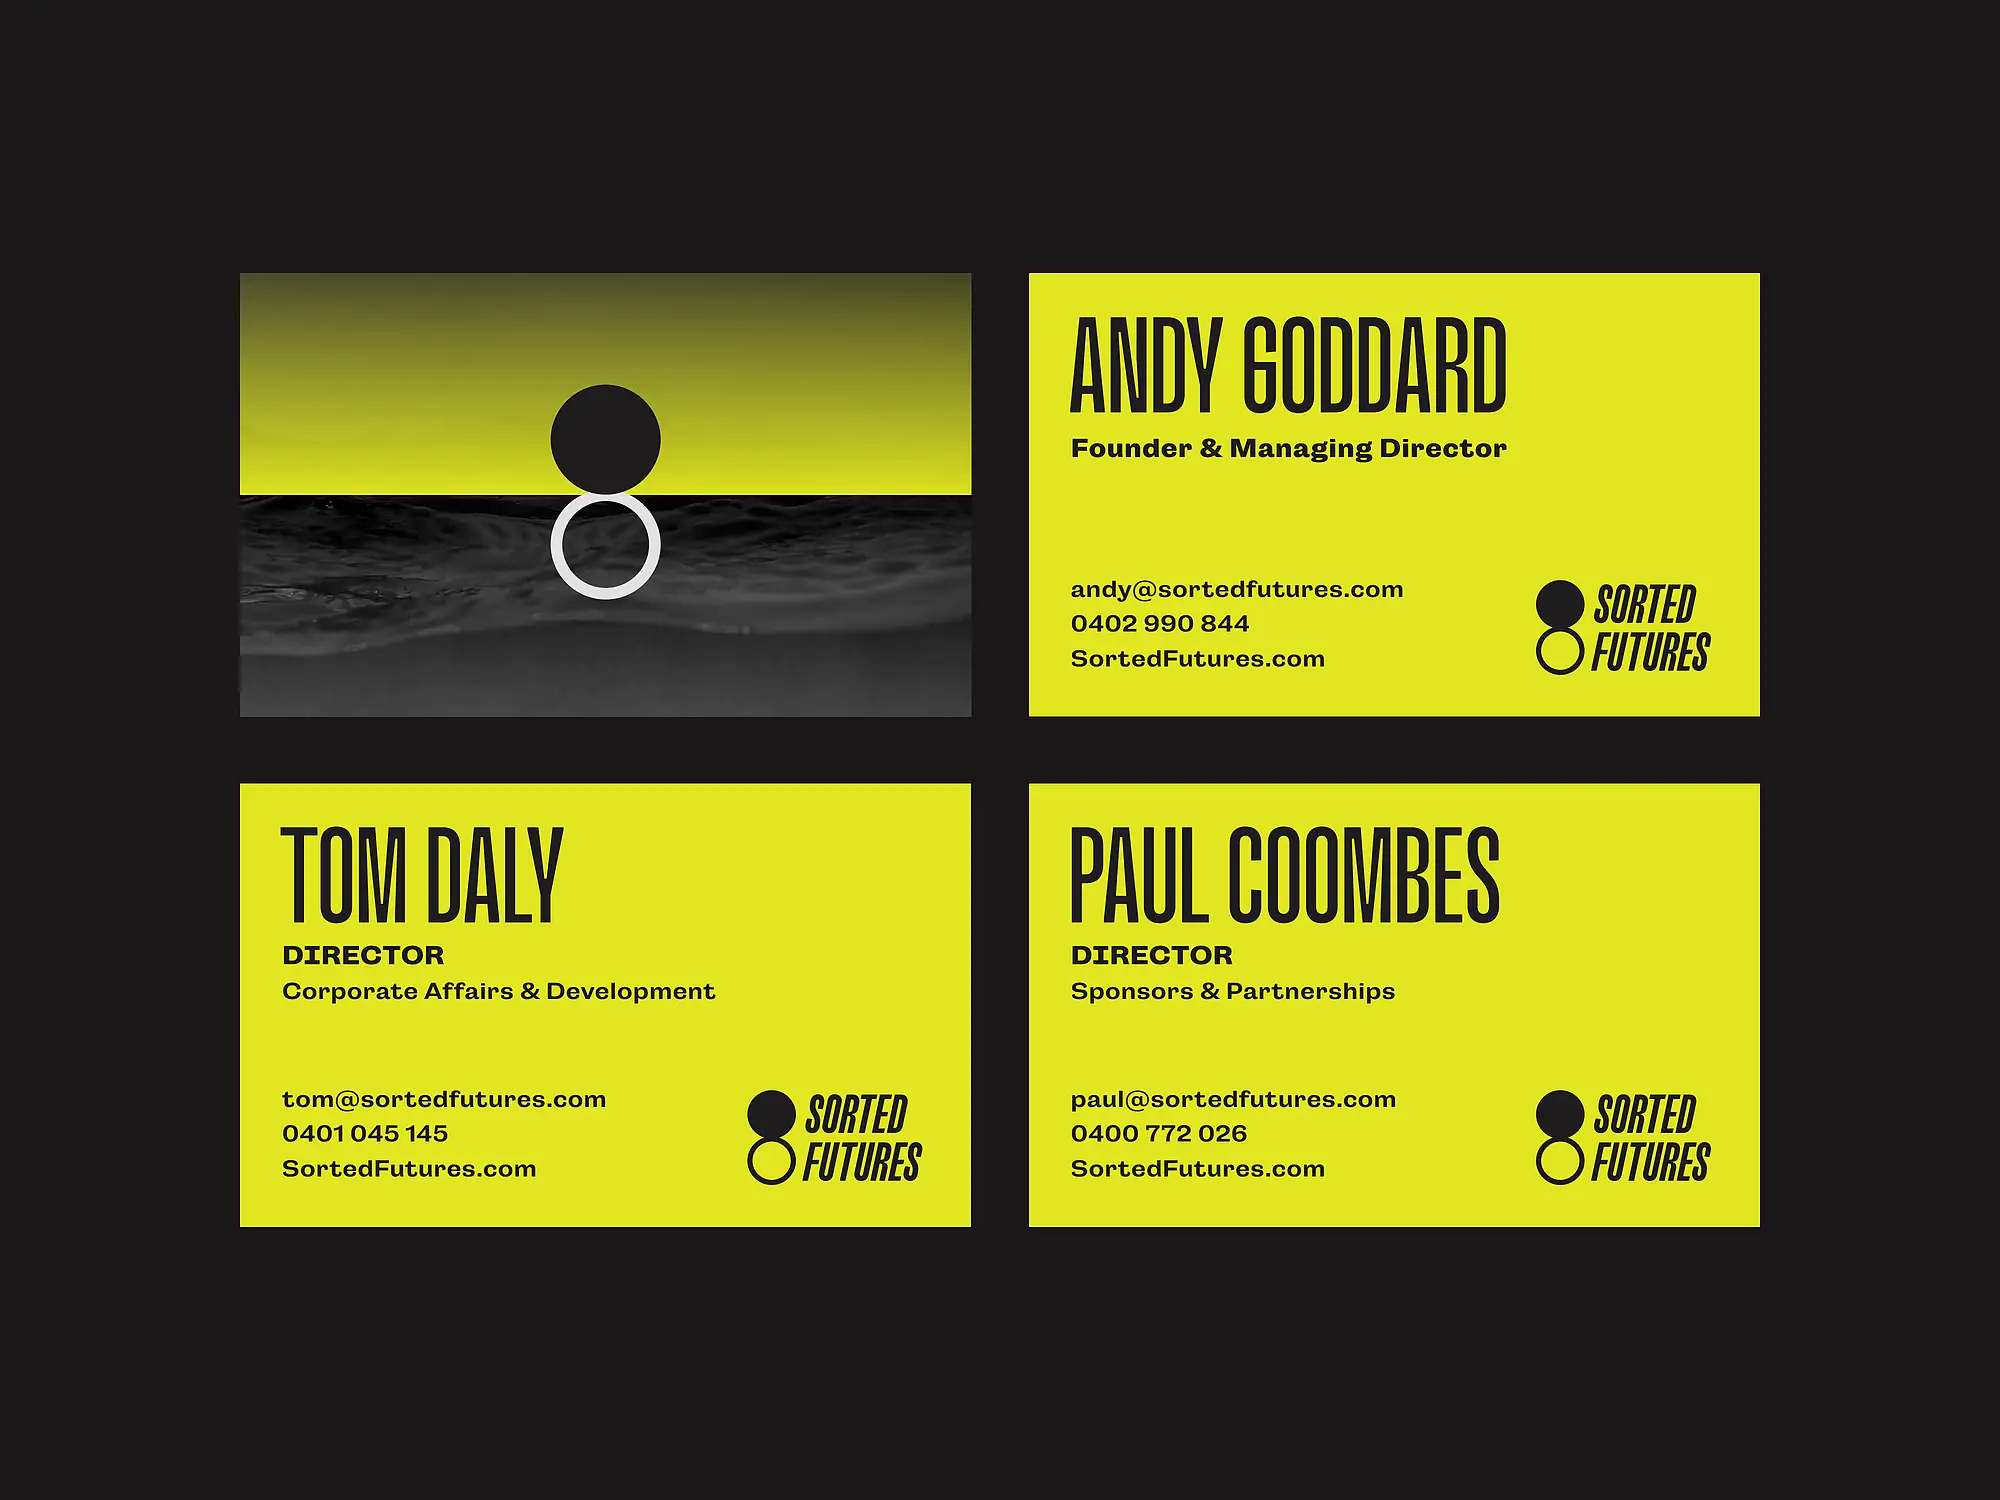 ANDY GODDARD
Founder & Managing Director
andy@sortedfutures.com
0402 990 844
SortedFutures.com
SORTED
FUTURES
TOM DALY
DIRECTOR
Corporate Affairs & Development
tom@sortedfutures.com
0401 045 145
SortedFutures.com
SORTED
FUTURES
PAUL COOMBES
DIRECTOR
Sponsors & Partnerships
paul@sortedfutures.com
0400 772 026
SortedFutures.com
SORTED
FUTURES